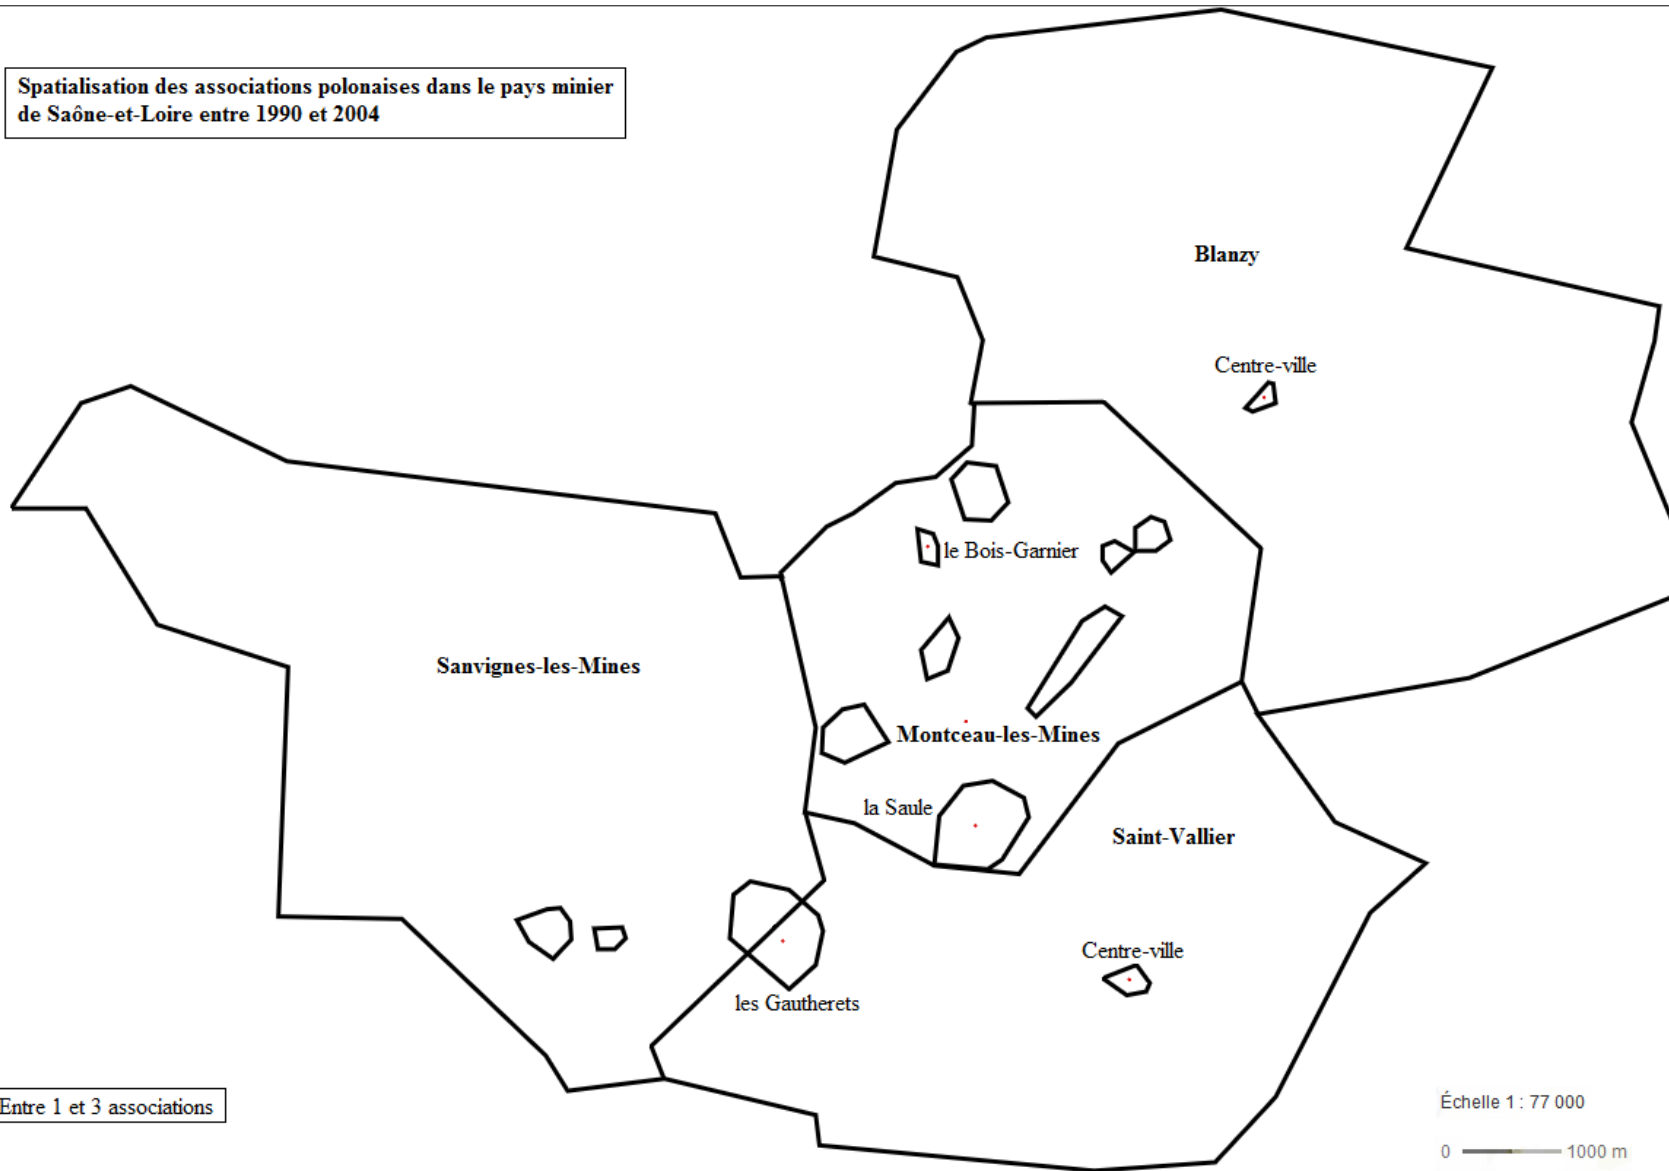 Spatialisation des associations polonaises dans le pays minier
de Saône-et-Loire entre 1990 et 2004
Blanzy
Centre-ville
le Bois-Garnier
Sanvignes-les-Mines
Montceau-les-Mines
la Saule
Saint-Vallier
Centre-ville
les Gautherets
Entre 1 et 3 associations
Échelle 1 : 77 000
0 1000 m